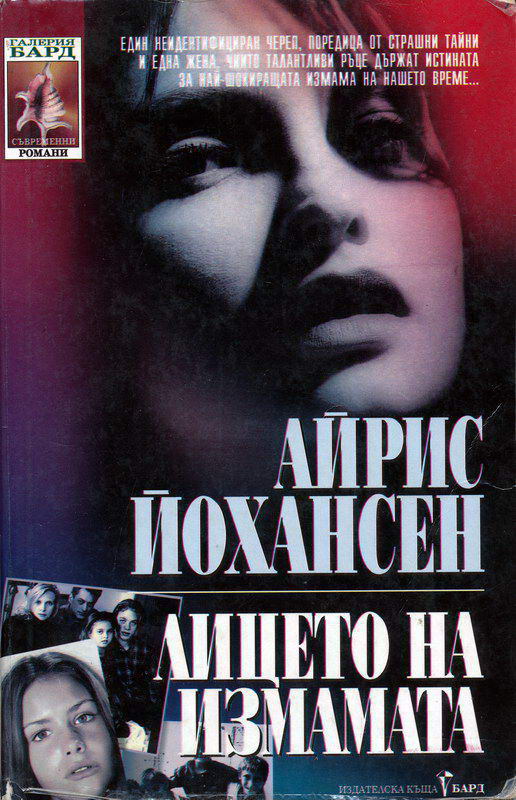 ГАЛЕРИЯ
БАРД
СЪВРЕМЕННИ
РОМАНИ
ЕДИН НЕИДЕНТИФИЦИРАН ЧЕРЕП, ПОРЕДИЦА ОТ СТРАШНИ ТАЙНИ
И ЕДНА ЖЕНА, ЧИИТО ТАЛАНТЛИВИ РЪЦЕ ДЪРЖАТ ИСТИНАТА
ЗА НАЙ-ШОКИРАЩАТА ИЗМАМА НА НАШЕТО ВРЕМЕ...
АЙРИС
ЙОХАНСЕН
ЛИЦЕТО НА
ИЗМАМАТА
ИЗДАТЕЛСКА КЪЩА БАРД